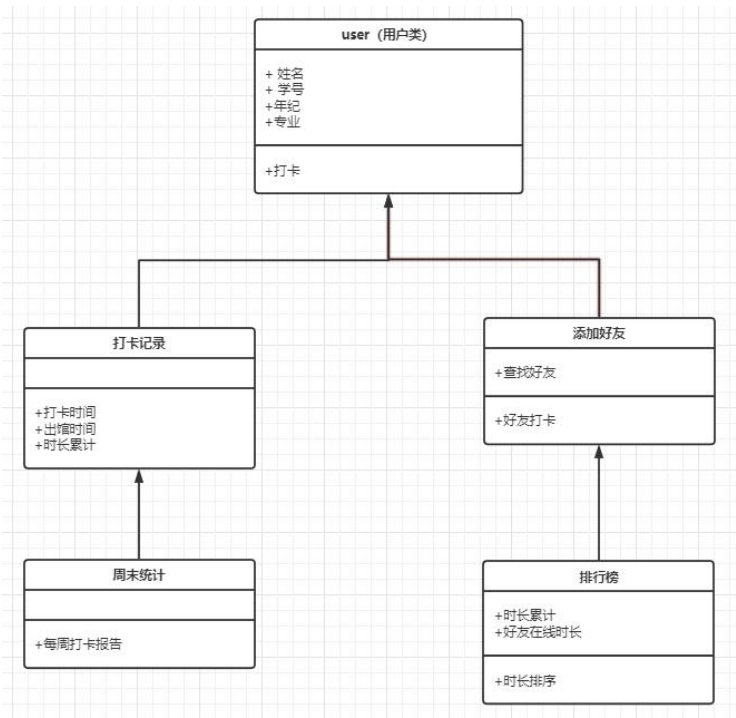 user（用户类）
+ 姓名
+ 学号
+年纪
+专业
+打卡
打卡记录
+打卡时间
+出馆时间
+时长累计
添加好友
+查找好友
+好友打卡
周末统计
+每周打卡报告
排行榜
+时长累计
+好友在线时长
+时长排序